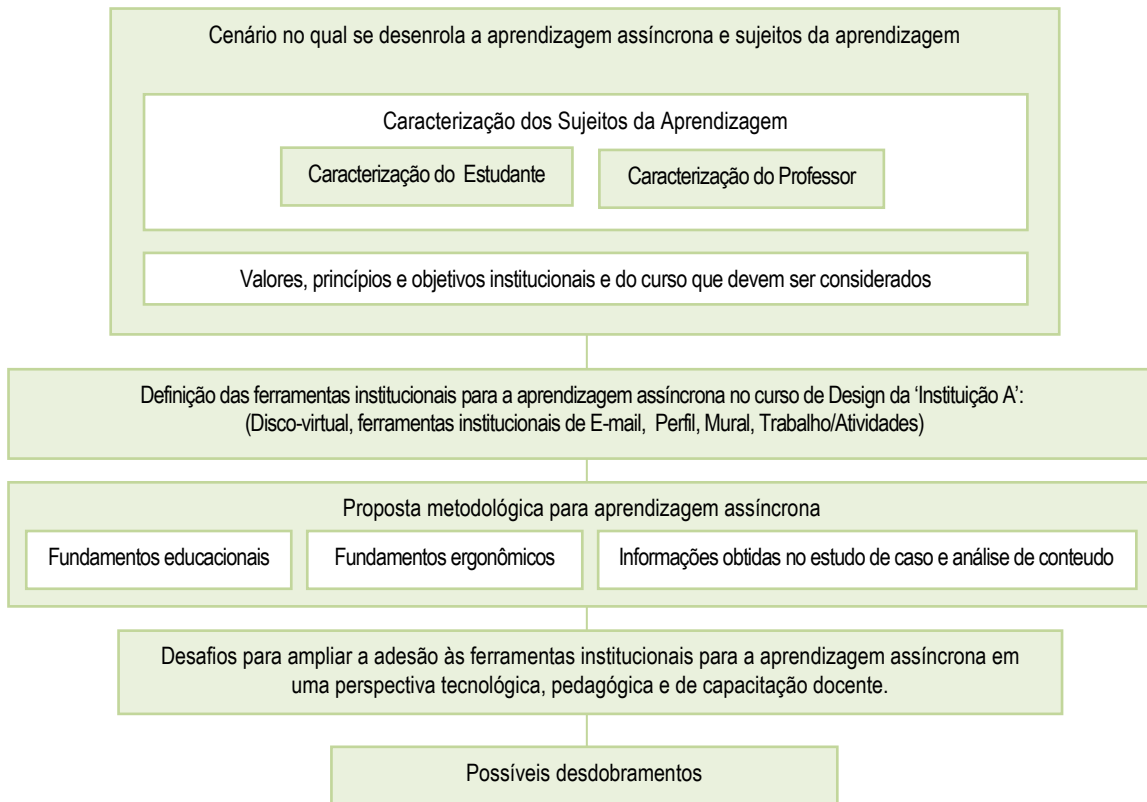 Cenário no qual se desenrola a aprendizagem assíncrona e sujeitos da aprendizagem
Caracterização dos Sujeitos da Aprendizagem
Caracterização do Estudante
Caracterização do Professor
Valores, princípios e objetivos institucionais e do curso que devem ser considerados
Definição das ferramentas institucionais para a aprendizagem assíncrona no curso de Design da ‘Instituição A’:
(Disco-virtual, ferramentas institucionais de E-mail, Perfil, Mural, Trabalho/Atividades)
Proposta metodológica para aprendizagem assíncrona
Fundamentos educacionais
Fundamentos ergonômicos
Informações obtidas no estudo de caso e análise de conteudo
Desafios para ampliar a adesão às ferramentas institucionais para a aprendizagem assíncrona em
uma perspectiva tecnológica, pedagógica e de capacitação docente.
Possíveis desdobramentos